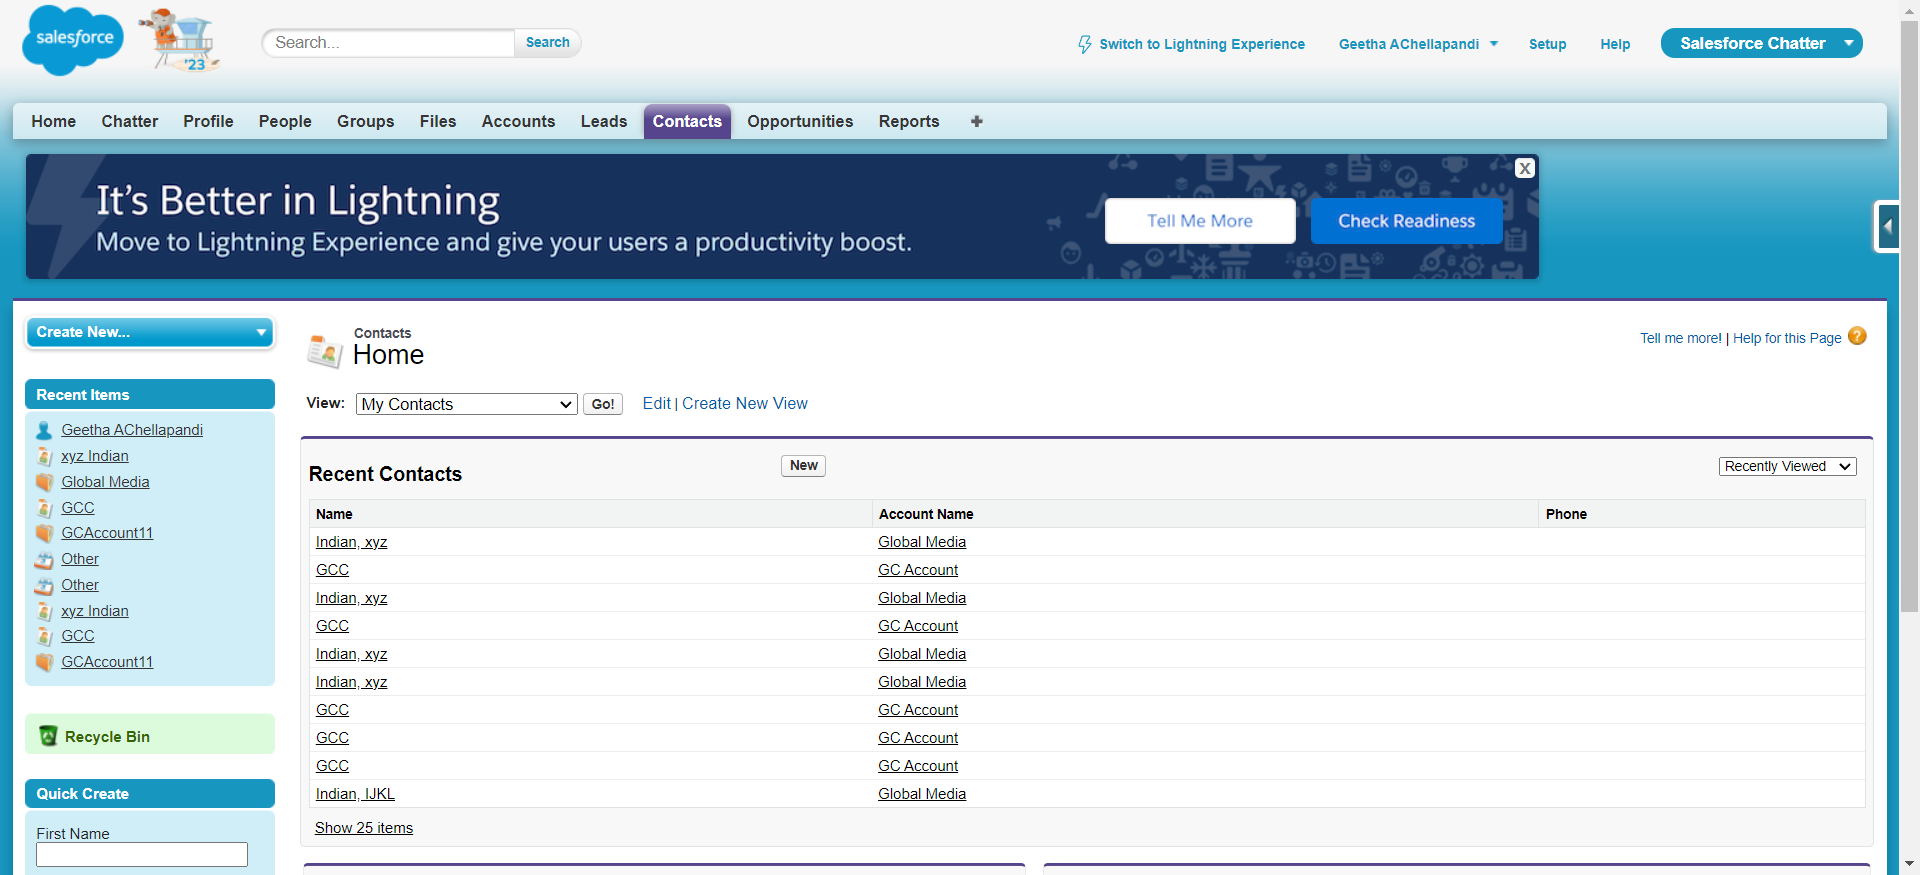 salesforce
'23
Search...
Search
Switch to Lightning Experience
Geetha AChellapandi
Setup
Help
Salesforce Chatter
Home
Chatter
Profile
People
Groups
Files
Accounts
Leads
Contacts
Opportunities
Reports
+
It's Better in Lightning
Move to Lightning Experience and give your users a productivity boost.
Tell Me More
Check Readiness
X
Create New...
Recent Items
Geetha AChellapandi
xyz Indian
Global Media
GCC
GCAccount11
Other
Other
xyz Indian
GCC
GCAccount11
Recycle Bin
Quick Create
First Name
Contacts
Home
Tell me more! | Help for this Page ?
View: My Contacts Go! Edit | Create New View
Recent Contacts New Recently Viewed
Name Account Name Phone
Indian, xyz Global Media
GCC GC Account
Indian, xyz Global Media
GCC GC Account
Indian, xyz Global Media
Indian, xyz Global Media
GCC GC Account
GCC GC Account
GCC GC Account
Indian, IJKL Global Media
Show 25 items